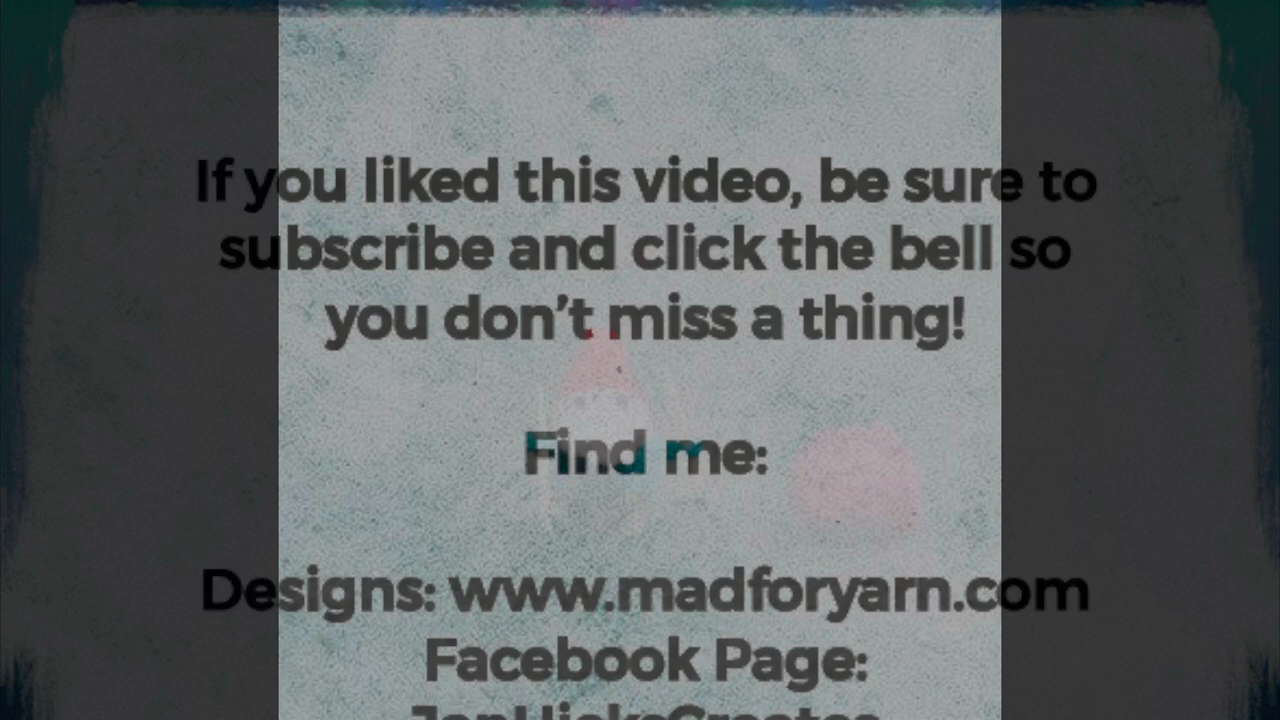 If you liked this video, be sure to
subscribe and click the bell so
you don’t miss a thing!
Find me:
Designs: www.madforyarn.com
Facebook Page:
JenHicksCreates